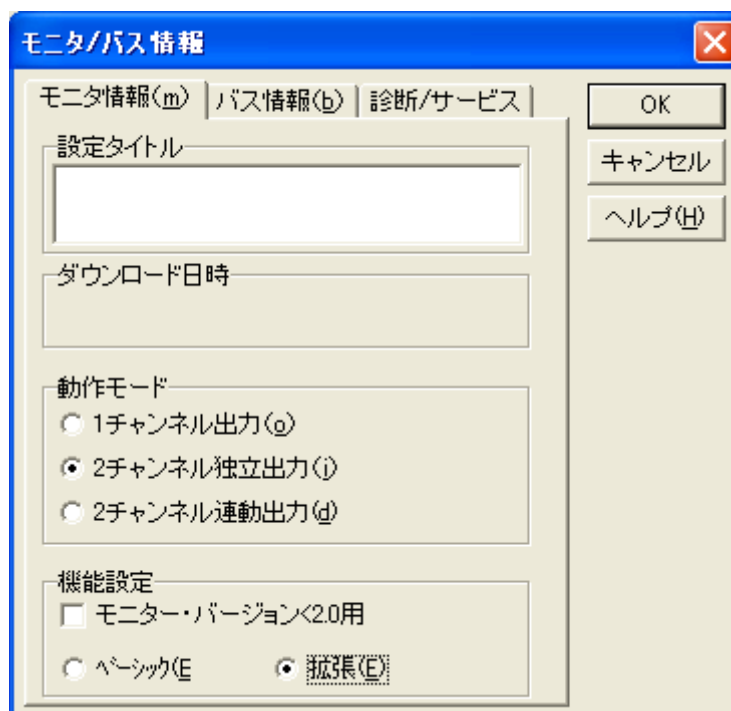 モニタ/バス情報
モニタ情報(m) バス情報(b) 診断/サービス
OK
キャンセル
ヘルプ(H)
設定タイトル
ダウンロード日時
動作モード
1チャンネル出力(o)
2チャンネル独立出力(i)
2チャンネル連動出力(d)
機能設定
モニター・バージョン<2.0用
ベーシック(E 拡張(E)